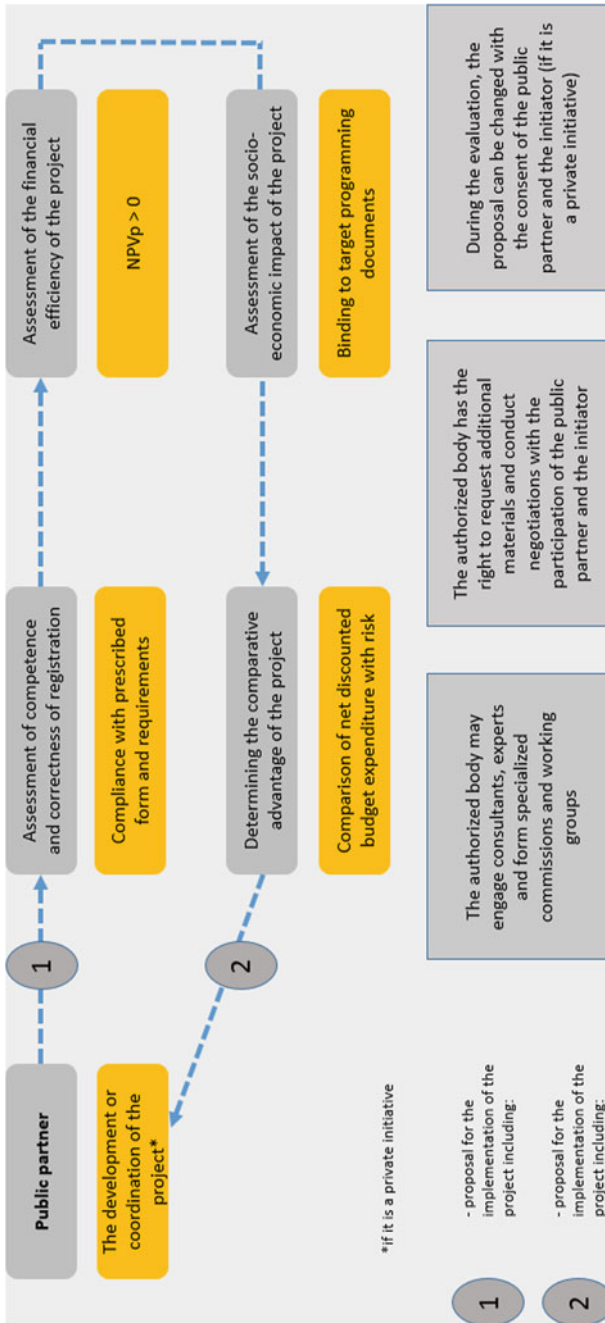 Public partner
The development or
coordination of the
project*
1
Assessment of competence
and correctness of registration
Compliance with prescribed
form and requirements
Assessment of the financial
efficiency of the project
NPVp > 0
Assessment of the socio-
economic impact of the project
Binding to target programming
documents
Determining the comparative
advantage of the project
Comparison of net discounted
budget expenditure with risk
2
*if it is a private initiative
1
- proposal for the
implementation of the
project including:
2
- proposal for the
implementation of the
project including:
The authorized body may
engage consultants, experts
and form specialized
commissions and working
groups
The authorized body has the
right to request additional
materials and conduct
negotiations with the
participation of the public
partner and the initiator
During the evaluation, the
proposal can be changed with
the consent of the public
partner and the initiator (if it is
a private initiative)